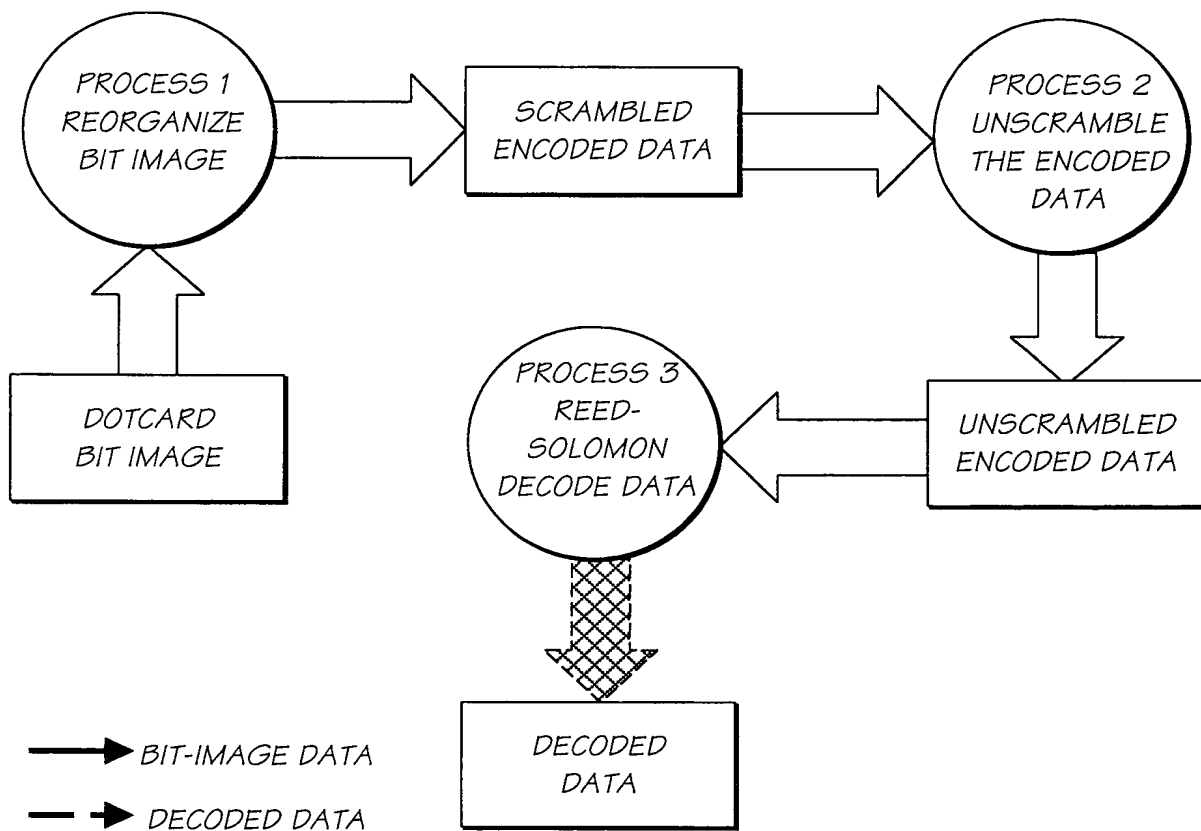 PROCESS 1
REORGANIZE
BIT IMAGE
SCRAMBLED
ENCODED DATA
PROCESS 2
UNSCRAMBLE
THE ENCODED
DATA
DOTCARD
BIT IMAGE
PROCESS 3
REED-
SOLOMON
DECODE DATA
UNSCRAMBLED
ENCODED DATA
DECODED
DATA
BIT-IMAGE DATA
DECODED DATA